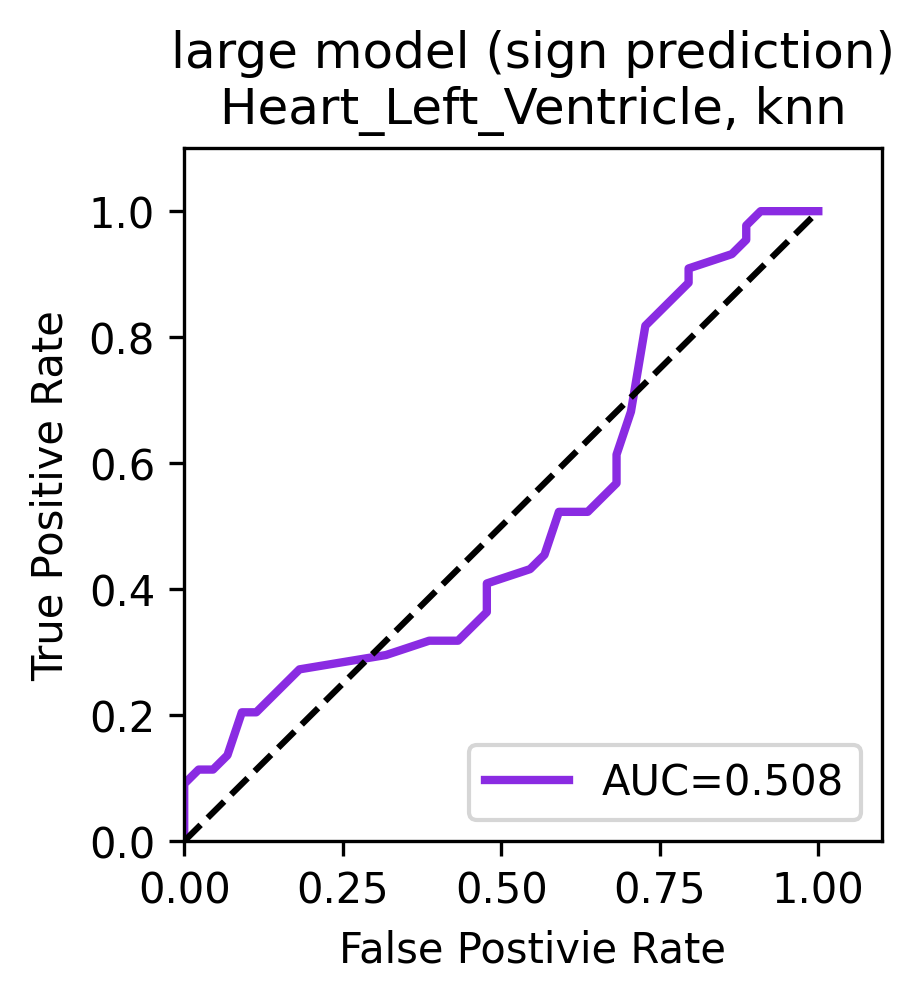 large model (sign prediction)
Heart_Left_Ventricle, knn
1.0
0.8
0.6
0.4
0.2
0.0
True Positive Rate
AUC=0.508
0.00 0.25 0.50 0.75 1.00
False Postivie Rate